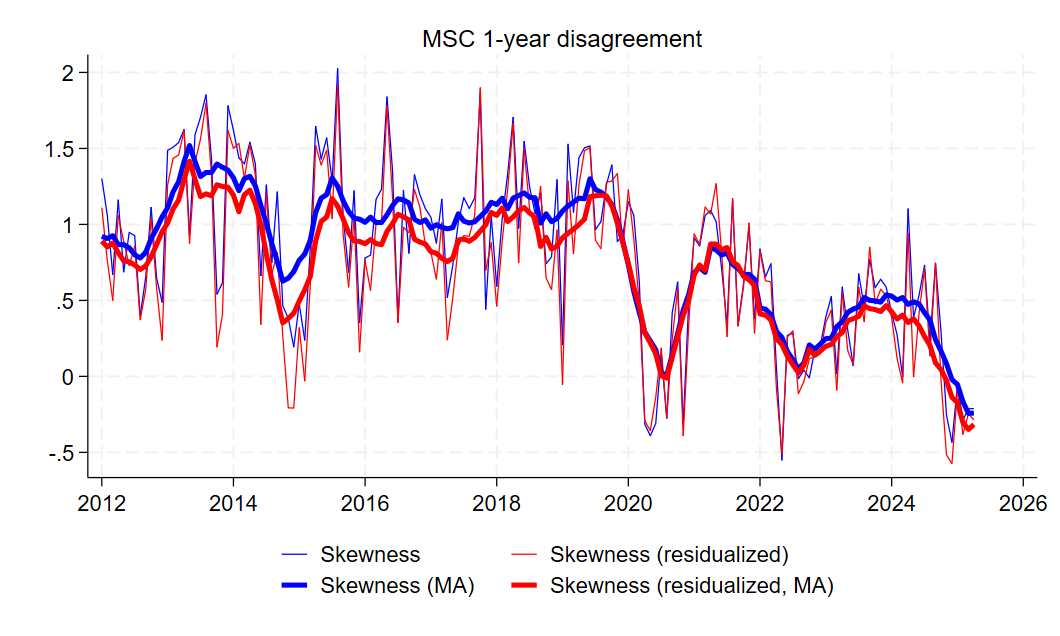 MSC 1-year disagreement
2
1.5
1
.5
0
-.5
2012 2014 2016 2018 2020 2022 2024 2026
Skewness Skewness (residualized)
Skewness (MA) Skewness (residualized, MA)